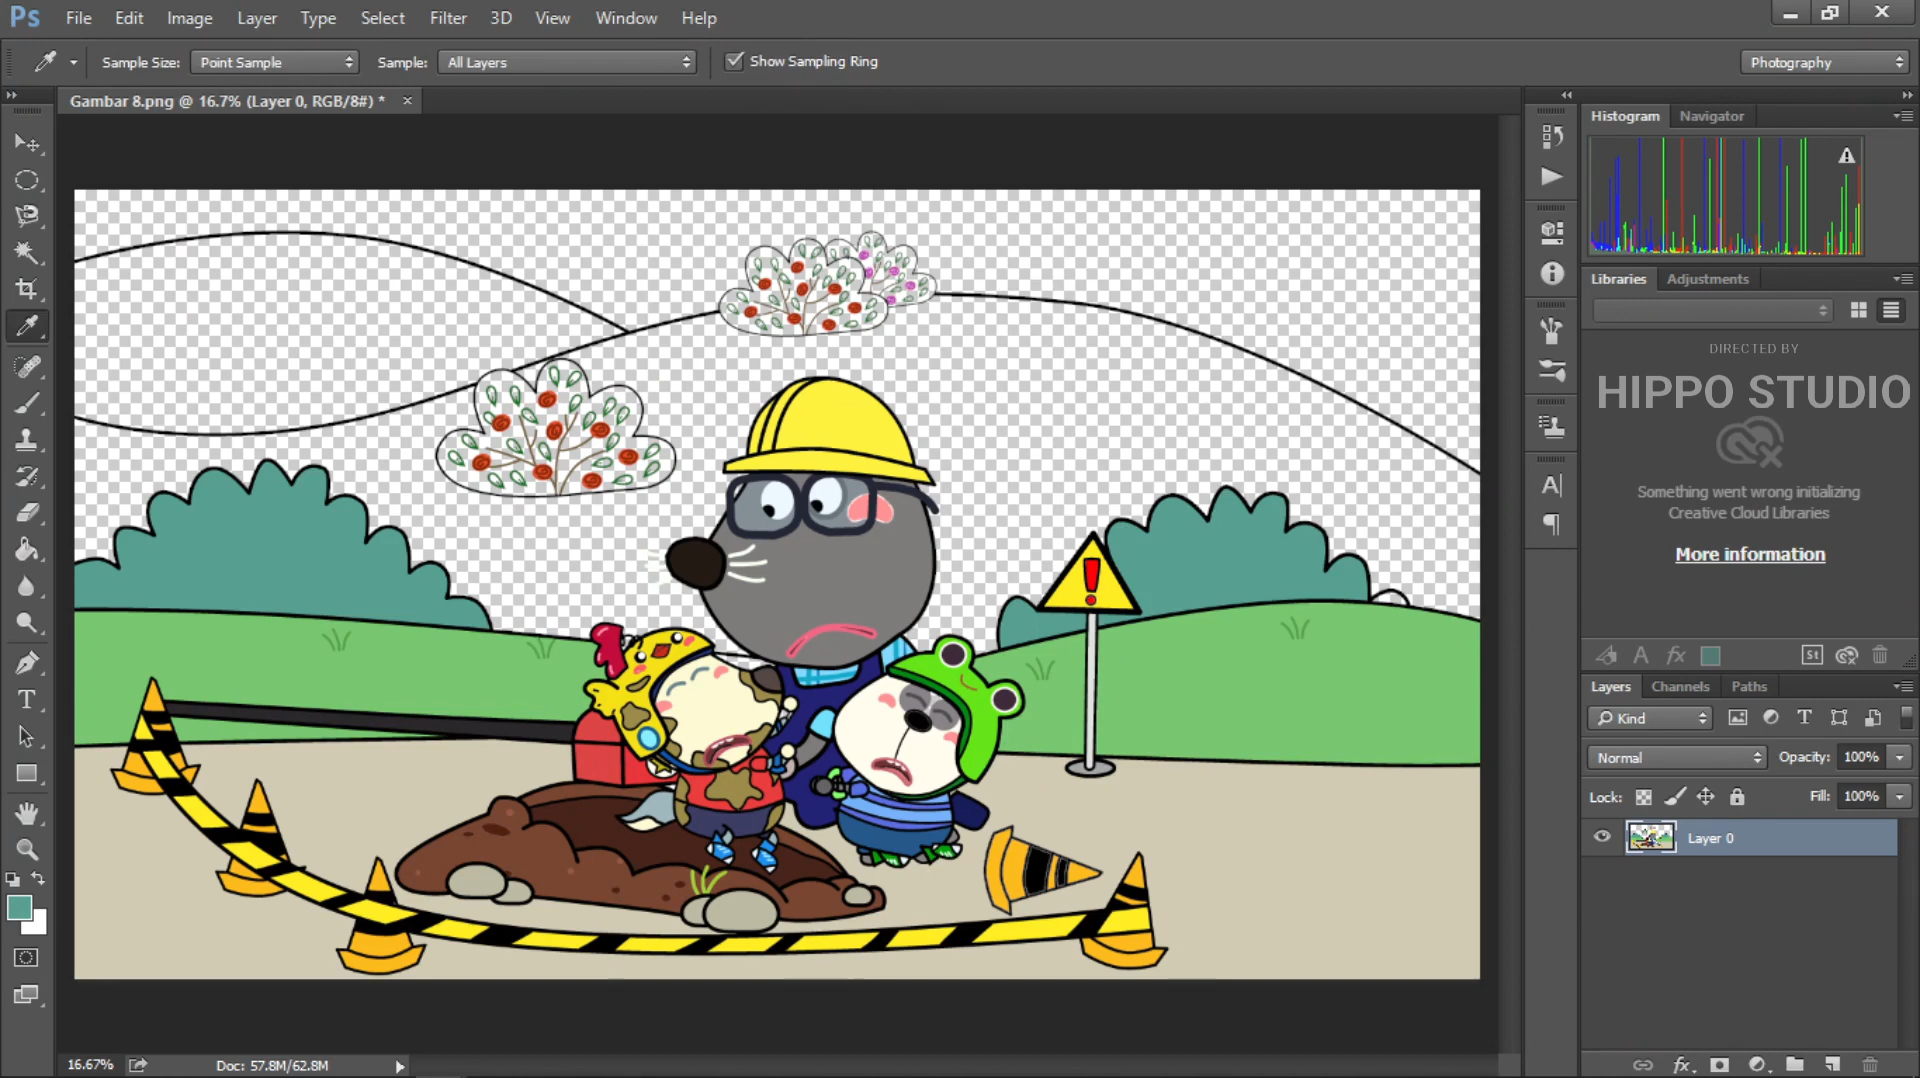 Ps File Edit Image Layer Type Select Filter 3D View Window Help
Sample Size: Point Sample Sample: All Layers Show Sampling Ring Photography
Gambar 8.png @ 16.7% (Layer 0, RGB/8#) * ×
Histogram Navigator
Libraries Adjustments
DIRECTED BY
HIPPO STUDIO
Something went wrong initializing
Creative Cloud Libraries
More information
A fx St
Layers Channels Paths
Kind T
Normal Opacity: 100%
Lock: Fill: 100%
Layer 0
16.67% Doc: 57.8M/62.8M fx